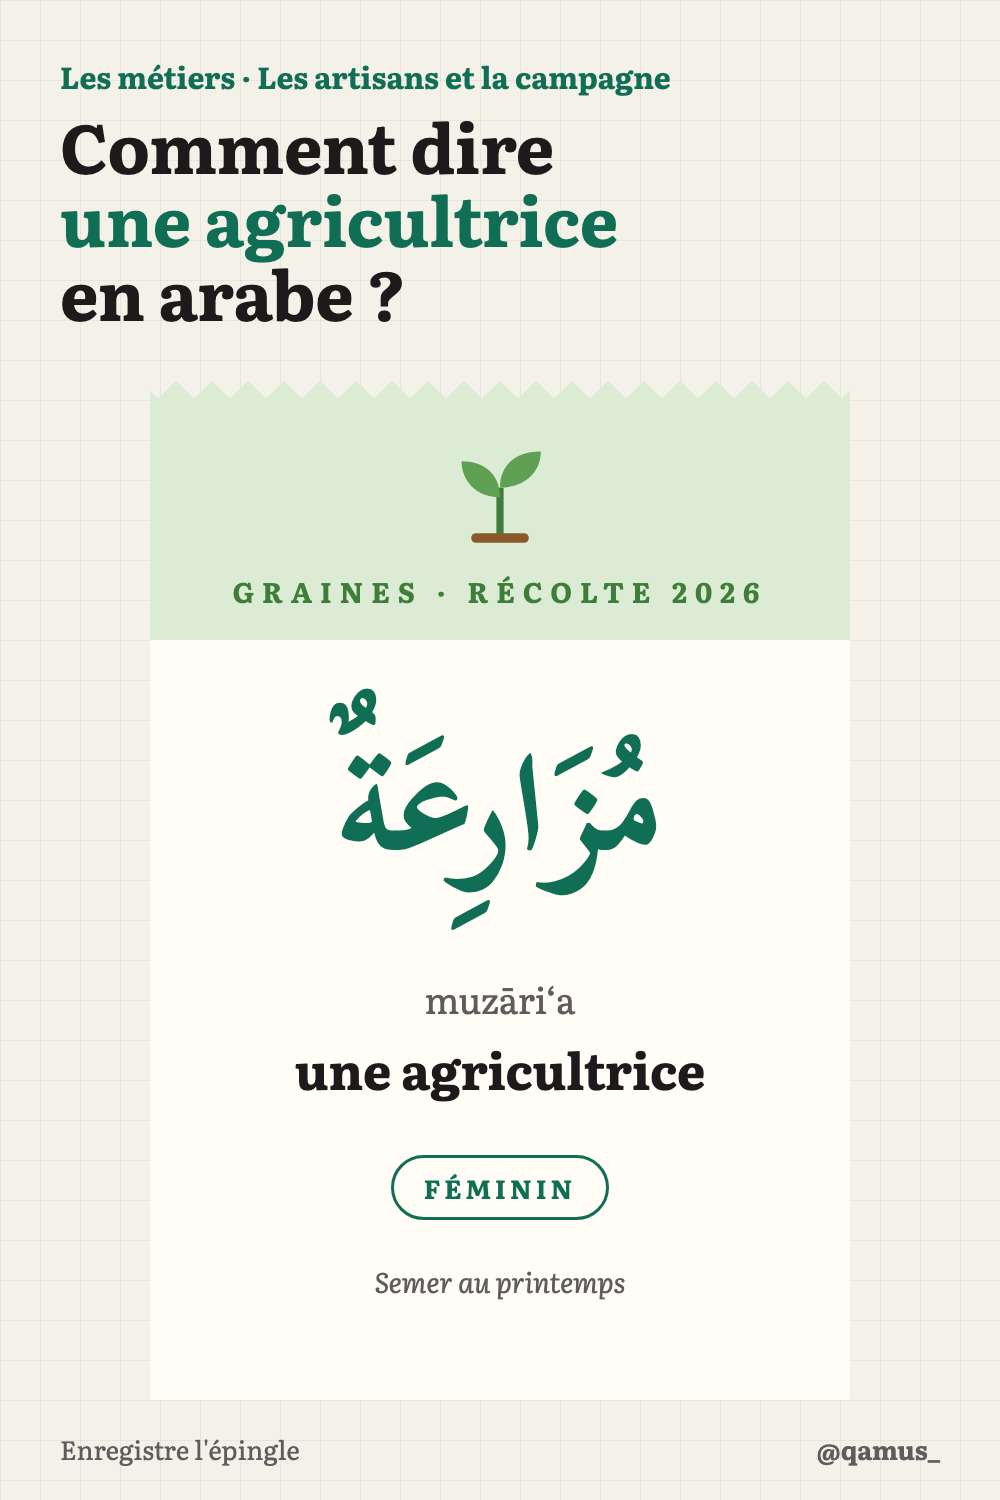 Les métiers · Les artisans et la campagne
Comment dire
une agricultrice
en arabe ?
GRAINES · RÉCOLTE 2026
مُزَارِعَةٌ
muzāriʻa
une agricultrice
FÉMININ
Semer au printemps
Enregistre l'épingle
@qamus_